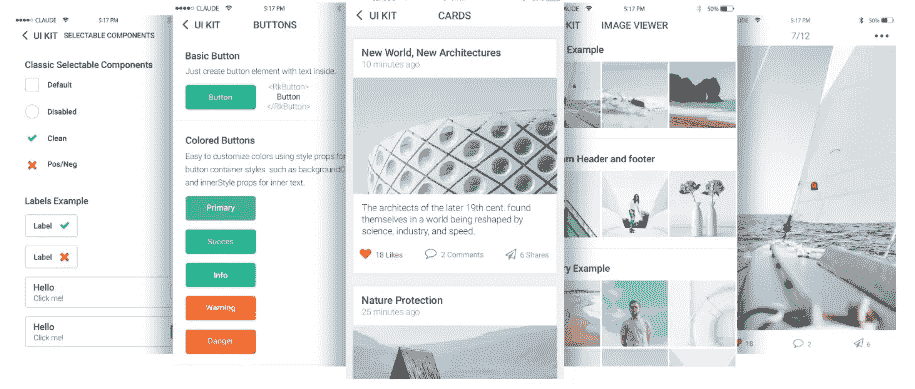 CLAUDE
5:17 PM
UI KIT
SELECTABLE COMPONENTS
Classic Selectable Components
Default
Disabled
Clean
Pos/Neg
Labels Example
Label
Label
Hello
Click me!
Hello
Click me!
CLAUDE
5:17 PM
UI KIT
BUTTONS
Basic Button
Just create button element with text inside.
Button
<RkButton>
Button
</RkButton>
Colored Buttons
Easy to customize colors using style props for
button container styles such as backgroundC
and innerStyle props for inner text.
Primary
Succes
Info
Warning
Danger
UI KIT
CARDS
New World, New Architectures
10 minutes ago
The architects of the later 19th cent. found
themselves in a world being reshaped by
science, industry, and speed.
18 Likes
2 Comments
6 Shares
Nature Protection
25 minutes ago
5:17 PM
50%
KIT
IMAGE VIEWER
Example
am Header and footer
ry Example
5:17 PM
50%
7/12
18
2
6